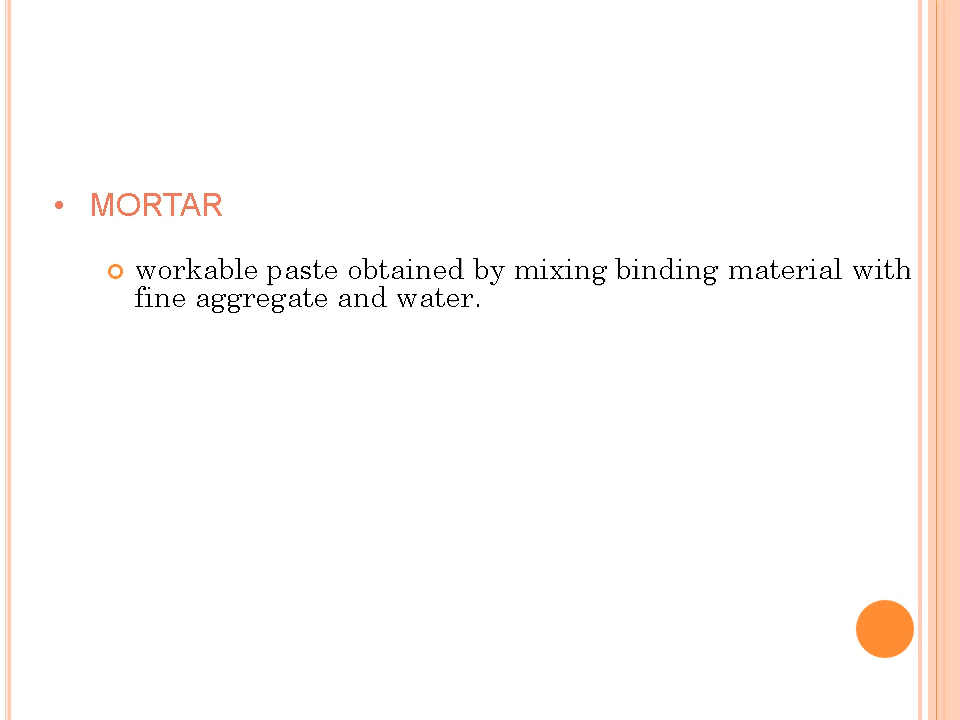 • MORTAR
workable paste obtained by mixing binding material with
fine aggregate and water.